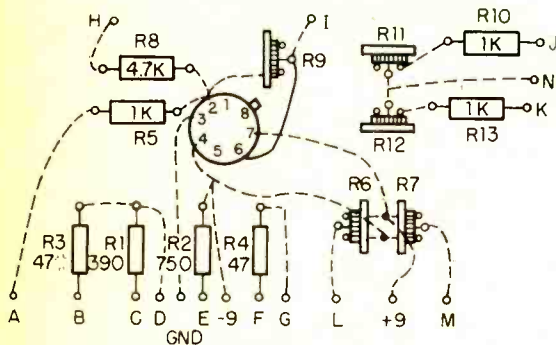 H
I
R8
4.7K
R9
R11
R10
1K
J
N
1K
R5
R12
1K
R13
K
1
2
3
4
5
6
7
8
R3
47
R1
390
R2
750
R4
47
R6
R7
A
B
C
D
E
-9
F
G
L
+9
M
GND